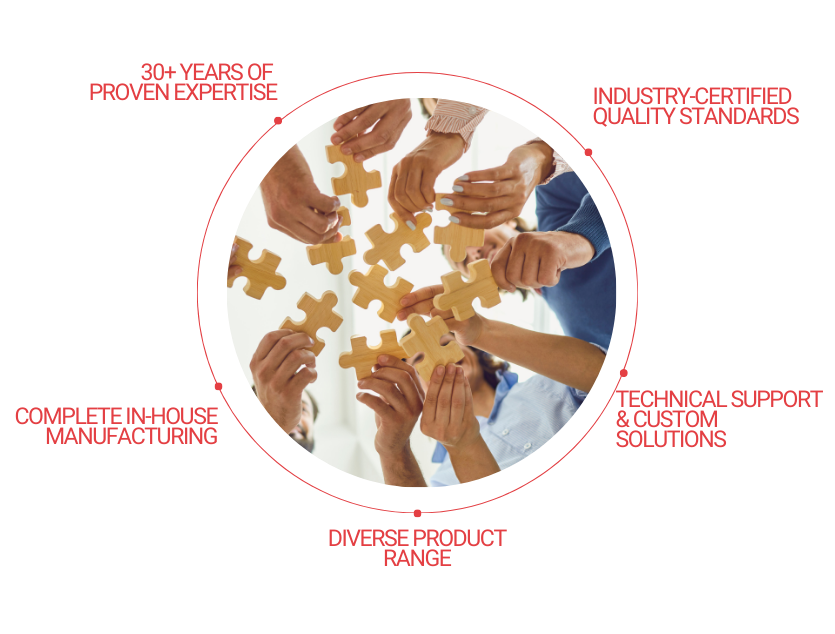 30+ YEARS OF
PROVEN EXPERTISE
INDUSTRY-CERTIFIED
QUALITY STANDARDS
TECHNICAL SUPPORT
& CUSTOM
SOLUTIONS
DIVERSE PRODUCT
RANGE
COMPLETE IN-HOUSE
MANUFACTURING